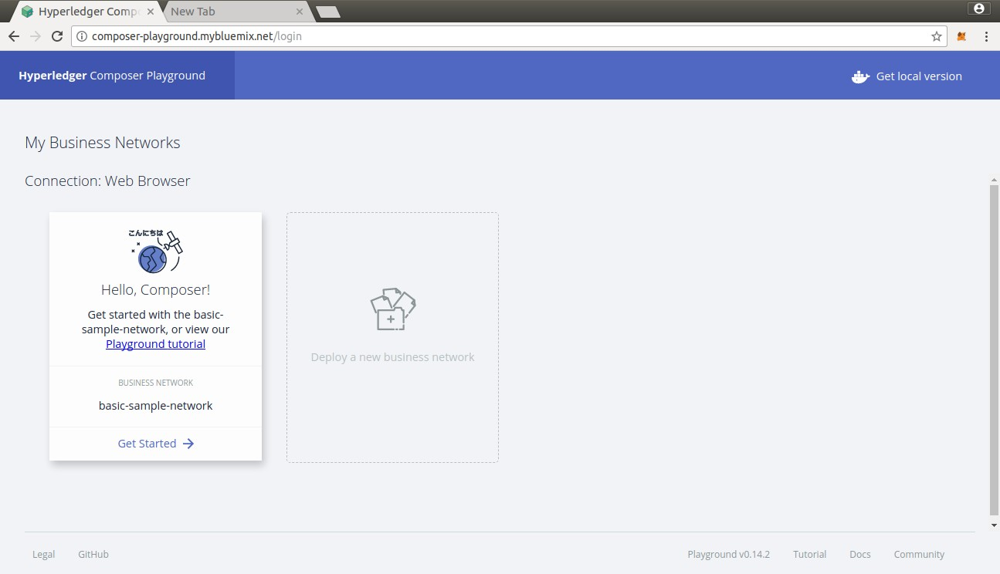 Hyperledger Comp
New Tab
composer-playground.mybluemix.net/login
Hyperledger Composer Playground
Get local version
My Business Networks
Connection: Web Browser
こんにちは
Hello, Composer!
Get started with the basic-
sample-network, or view our
Playground tutorial
BUSINESS NETWORK
basic-sample-network
Get Started
Deploy a new business network
Legal
GitHub
Playground v0.14.2
Tutorial
Docs
Community